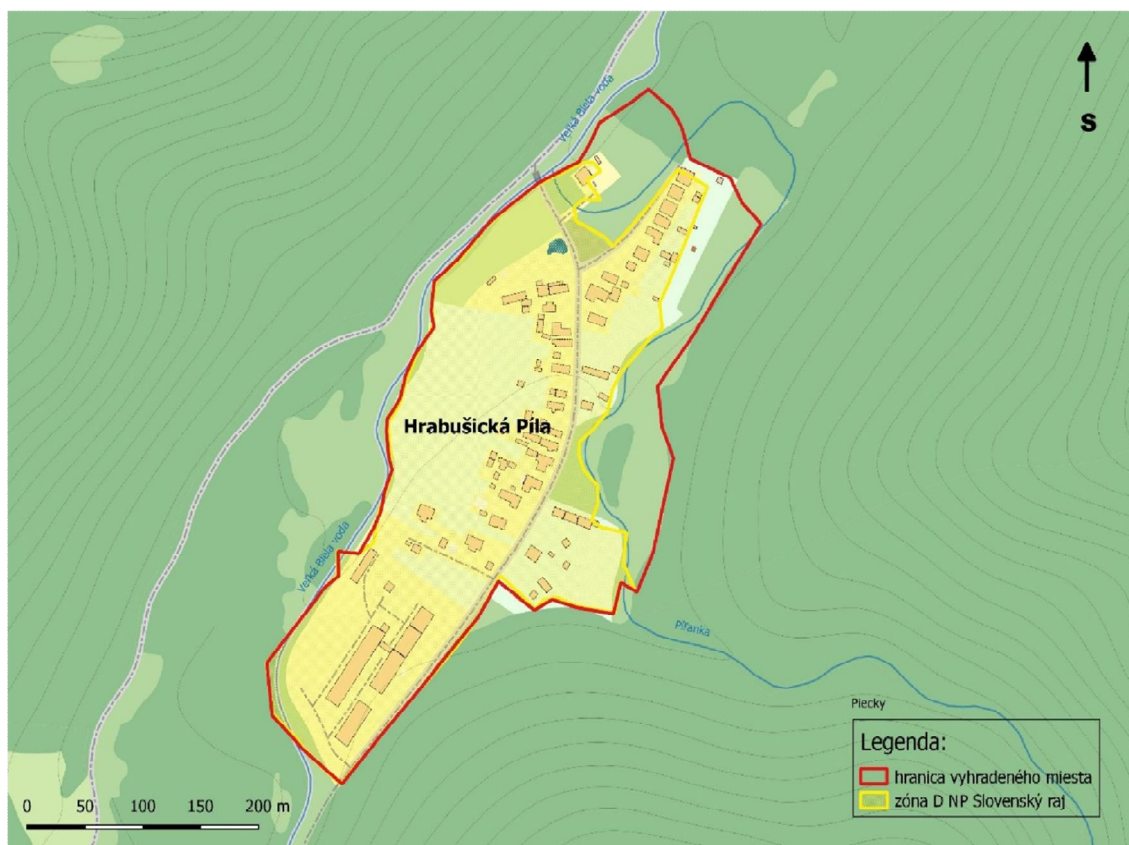 Veľká Biela voda
S
Hrabušická Píla
Veľká Biela voda
Pfľanka
Piecky
Legenda:
hranica vyhradeného miesta
zóna D NP Slovenský raj
0 50 100 150 200 m